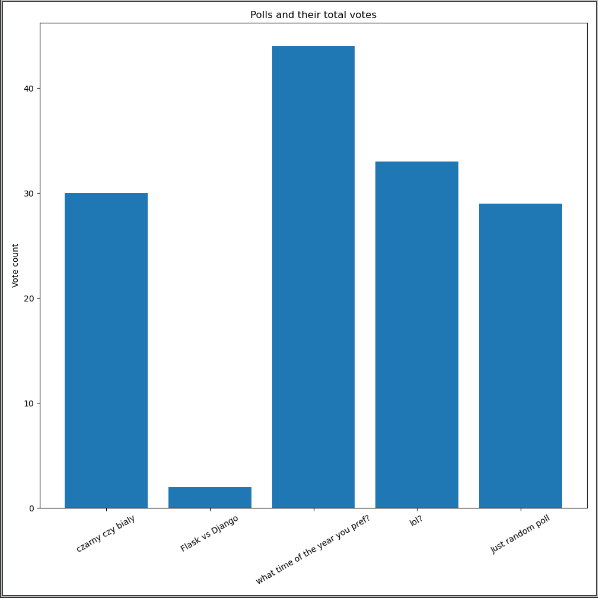 Polls and their total votes
Vote count
40
30
20
10
0
czarny czy biały
Flask vs Django
what time of the year you pref?
lol?
Just random poll